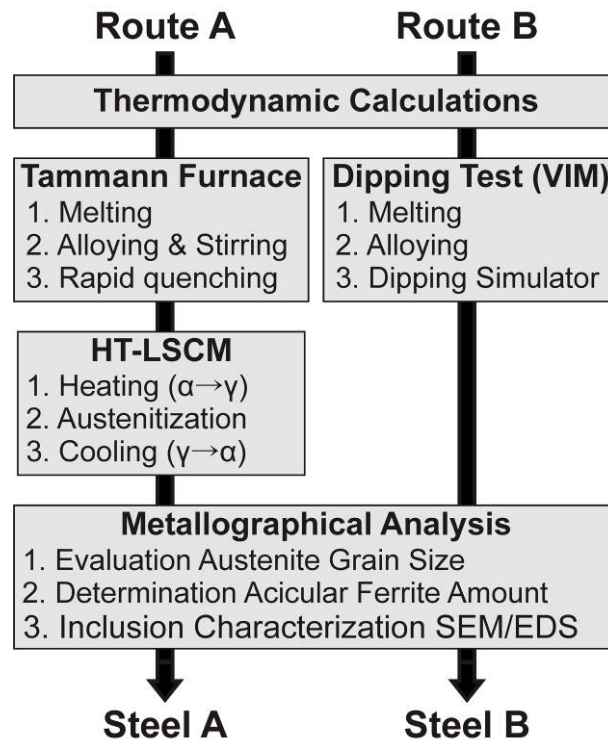 Route A
Route B
Thermodynamic Calculations
Tammann Furnace
1. Melting
2. Alloying & Stirring
3. Rapid quenching
Dipping Test (VIM)
1. Melting
2. Alloying
3. Dipping Simulator
HT-LSCM
1. Heating (α→γ)
2. Austenitization
3. Cooling (γ→α)
Metallographical Analysis
1. Evaluation Austenite Grain Size
2. Determination Acicular Ferrite Amount
3. Inclusion Characterization SEM/EDS
Steel A
Steel B